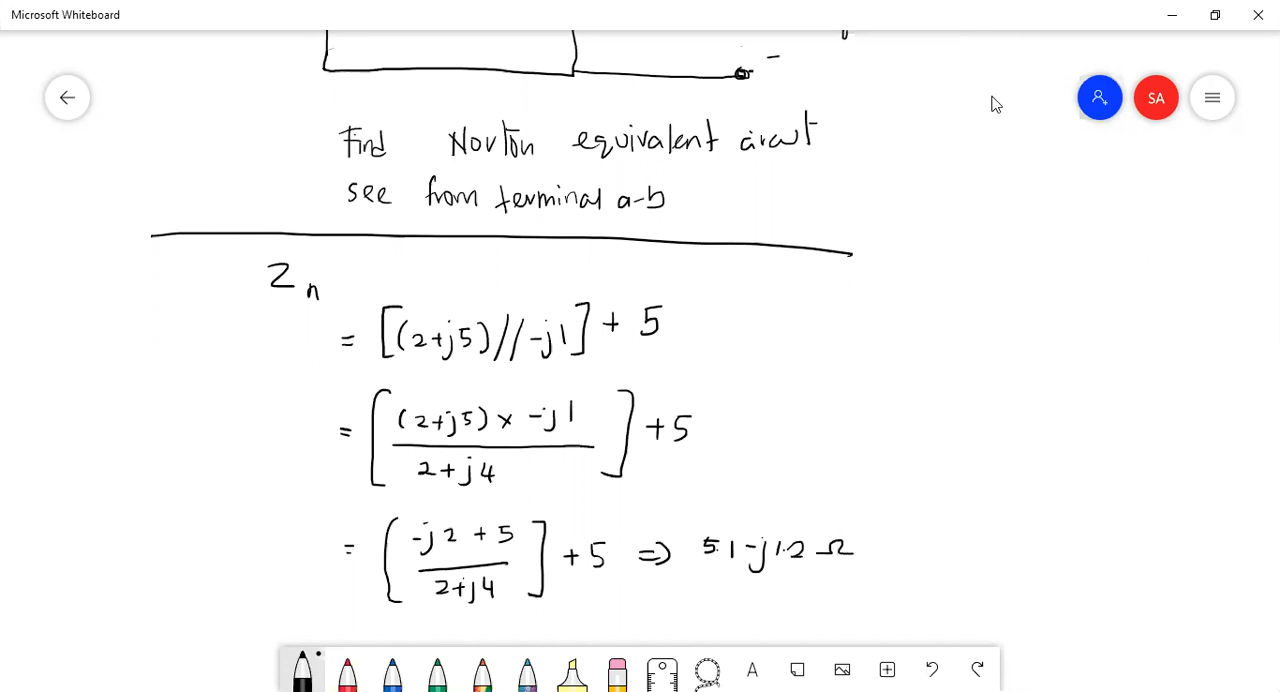 Microsoft Whiteboard
SA
Find Norton equivalent circuit
see from terminal a-b
Zn
= [(2+j5)//-j1] + 5
= [(2+j5) x -j1 / 2+j4] + 5
= [-j2 + 5 / 2+j4] + 5 ⇒ 5.1-j1.2 Ω
A